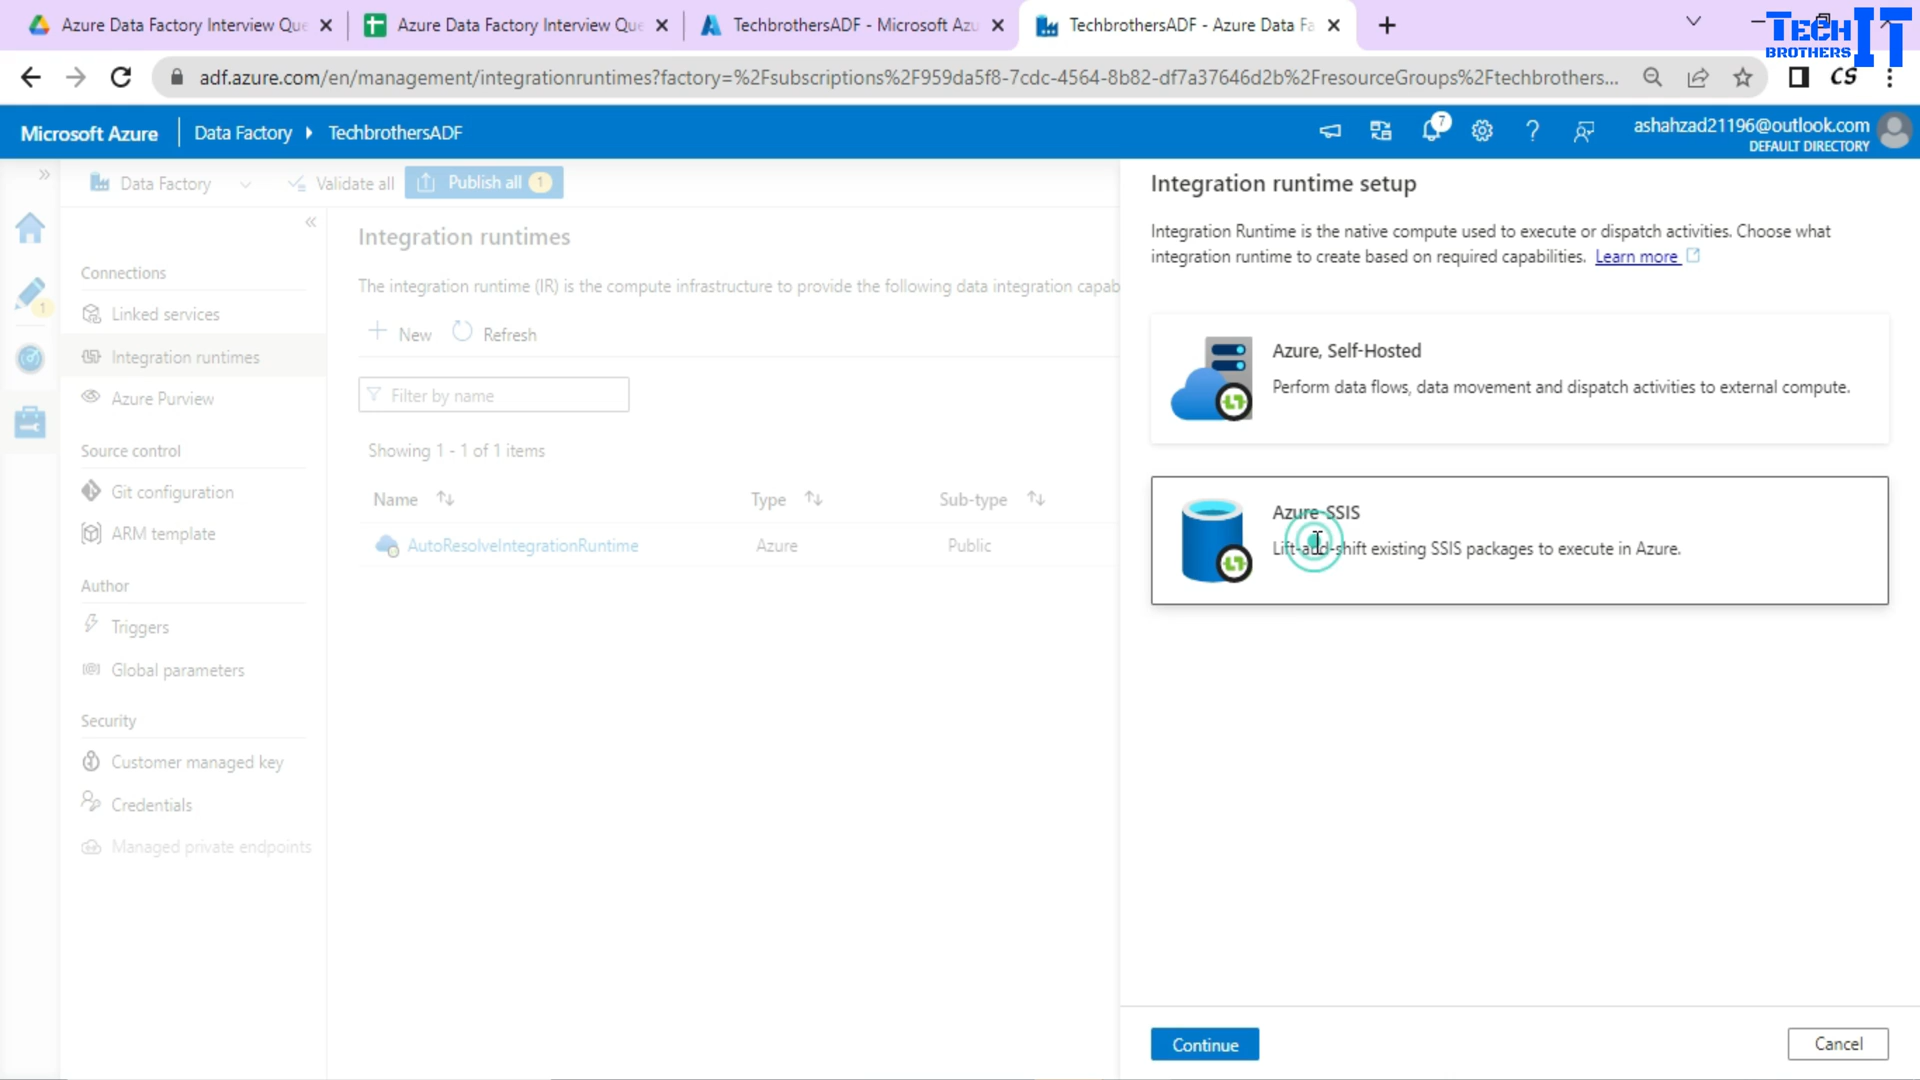 Azure Data Factory Interview Que
Azure Data Factory Interview Que
TechbrothersADF - Microsoft Azu
TechbrothersADF - Azure Data Fa
TECH IT
BROTHERS
adf.azure.com/en/management/integrationruntimes?factory=%2Fsubscriptions%2F959da5f8-7cdc-4564-8b82-df7a37646d2b%2FresourceGroups%2Ftechbrothers...
CS
Microsoft Azure
Data Factory
TechbrothersADF
7
ashahzad21196@outlook.com
DEFAULT DIRECTORY
Data Factory
Validate all
Publish all 1
1
Connections
Linked services
Integration runtimes
Azure Purview
Source control
Git configuration
ARM template
Author
Triggers
Global parameters
Security
Customer managed key
Credentials
Managed private endpoints
Integration runtimes
The integration runtime (IR) is the compute infrastructure to provide the following data integration capab
New
Refresh
Filter by name
Showing 1 - 1 of 1 items
Name
Type
Sub-type
AutoResolveIntegrationRuntime
Azure
Public
Integration runtime setup
Integration Runtime is the native compute used to execute or dispatch activities. Choose what
integration runtime to create based on required capabilities. Learn more
Azure, Self-Hosted
Perform data flows, data movement and dispatch activities to external compute.
Azure-SSIS
Lift-and-shift existing SSIS packages to execute in Azure.
Continue
Cancel